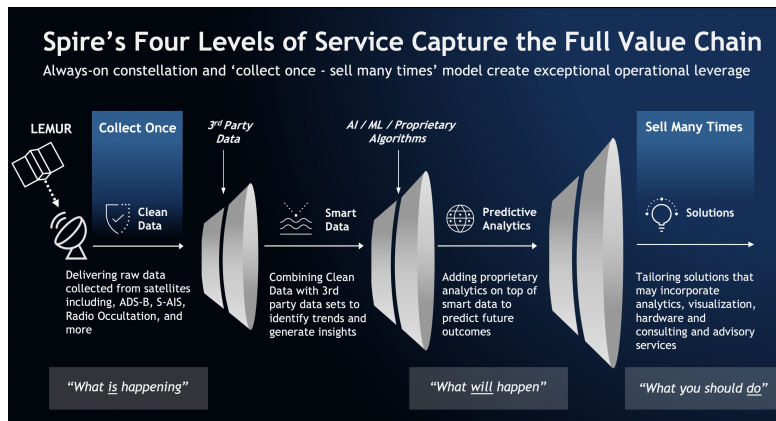 Spire's Four Levels of Service Capture the Full Value Chain
Always-on constellation and 'collect once - sell many times' model create exceptional operational leverage
LEMUR
Collect Once
3rd Party
Data
AI / ML / Proprietary
Algorithms
Sell Many Times
Clean
Data
Smart
Data
Predictive
Analytics
Solutions
Delivering raw data
collected from satellites
including, ADS-B, S-AIS,
Radio Occultation, and
more
Combining Clean
Data with 3rd
party data sets to
identify trends and
generate insights
Adding proprietary
analytics on top of
smart data to
predict future
outcomes
Tailoring solutions that
may incorporate
analytics, visualization,
hardware and
consulting and advisory
services
"What is happening"
"What will happen"
"What you should do"